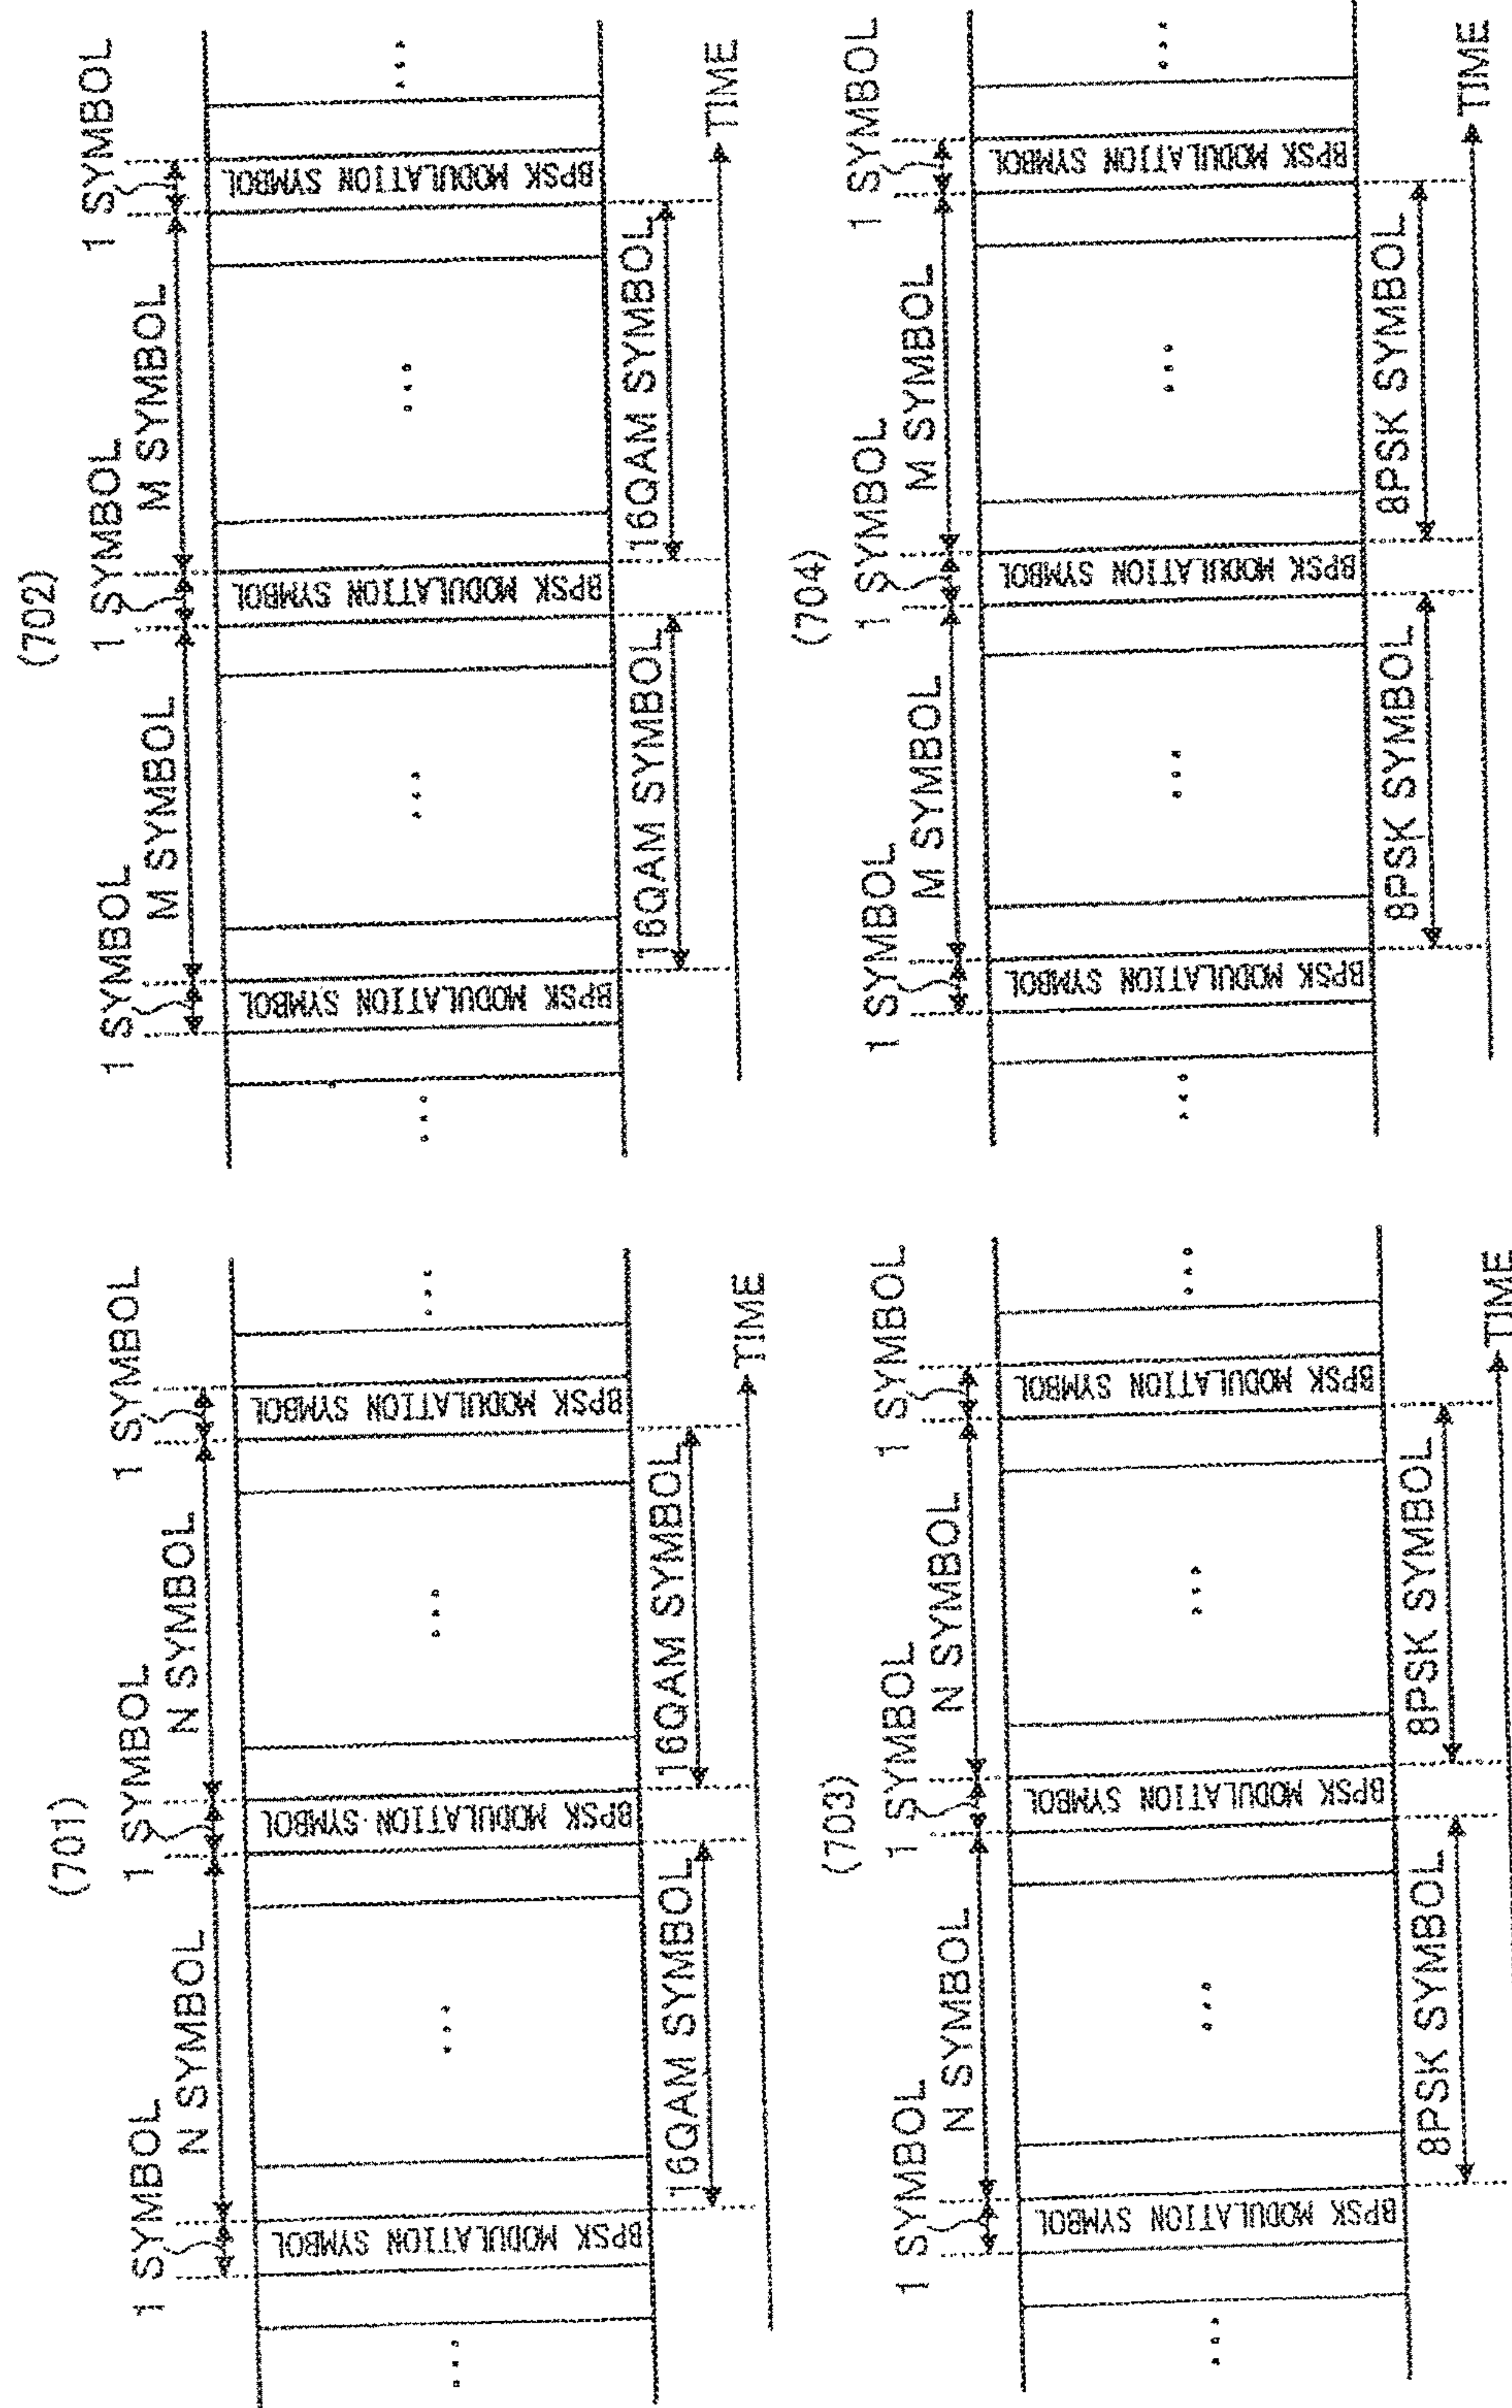 (701)
1 SYMBOL 1 SYMBOL 1 SYMBOL
N SYMBOL N SYMBOL
BPSK MODULATION SYMBOL
BPSK MODULATION SYMBOL
BPSK MODULATION SYMBOL
16QAM SYMBOL 16QAM SYMBOL
TIME
(702)
1 SYMBOL 1 SYMBOL 1 SYMBOL
M SYMBOL M SYMBOL
BPSK MODULATION SYMBOL
BPSK MODULATION SYMBOL
BPSK MODULATION SYMBOL
16QAM SYMBOL 16QAM SYMBOL
TIME
(703)
1 SYMBOL 1 SYMBOL 1 SYMBOL
N SYMBOL N SYMBOL
BPSK MODULATION SYMBOL
BPSK MODULATION SYMBOL
BPSK MODULATION SYMBOL
8PSK SYMBOL 8PSK SYMBOL
TIME
(704)
1 SYMBOL 1 SYMBOL 1 SYMBOL
M SYMBOL M SYMBOL
BPSK MODULATION SYMBOL
BPSK MODULATION SYMBOL
BPSK MODULATION SYMBOL
8PSK SYMBOL 8PSK SYMBOL
TIME